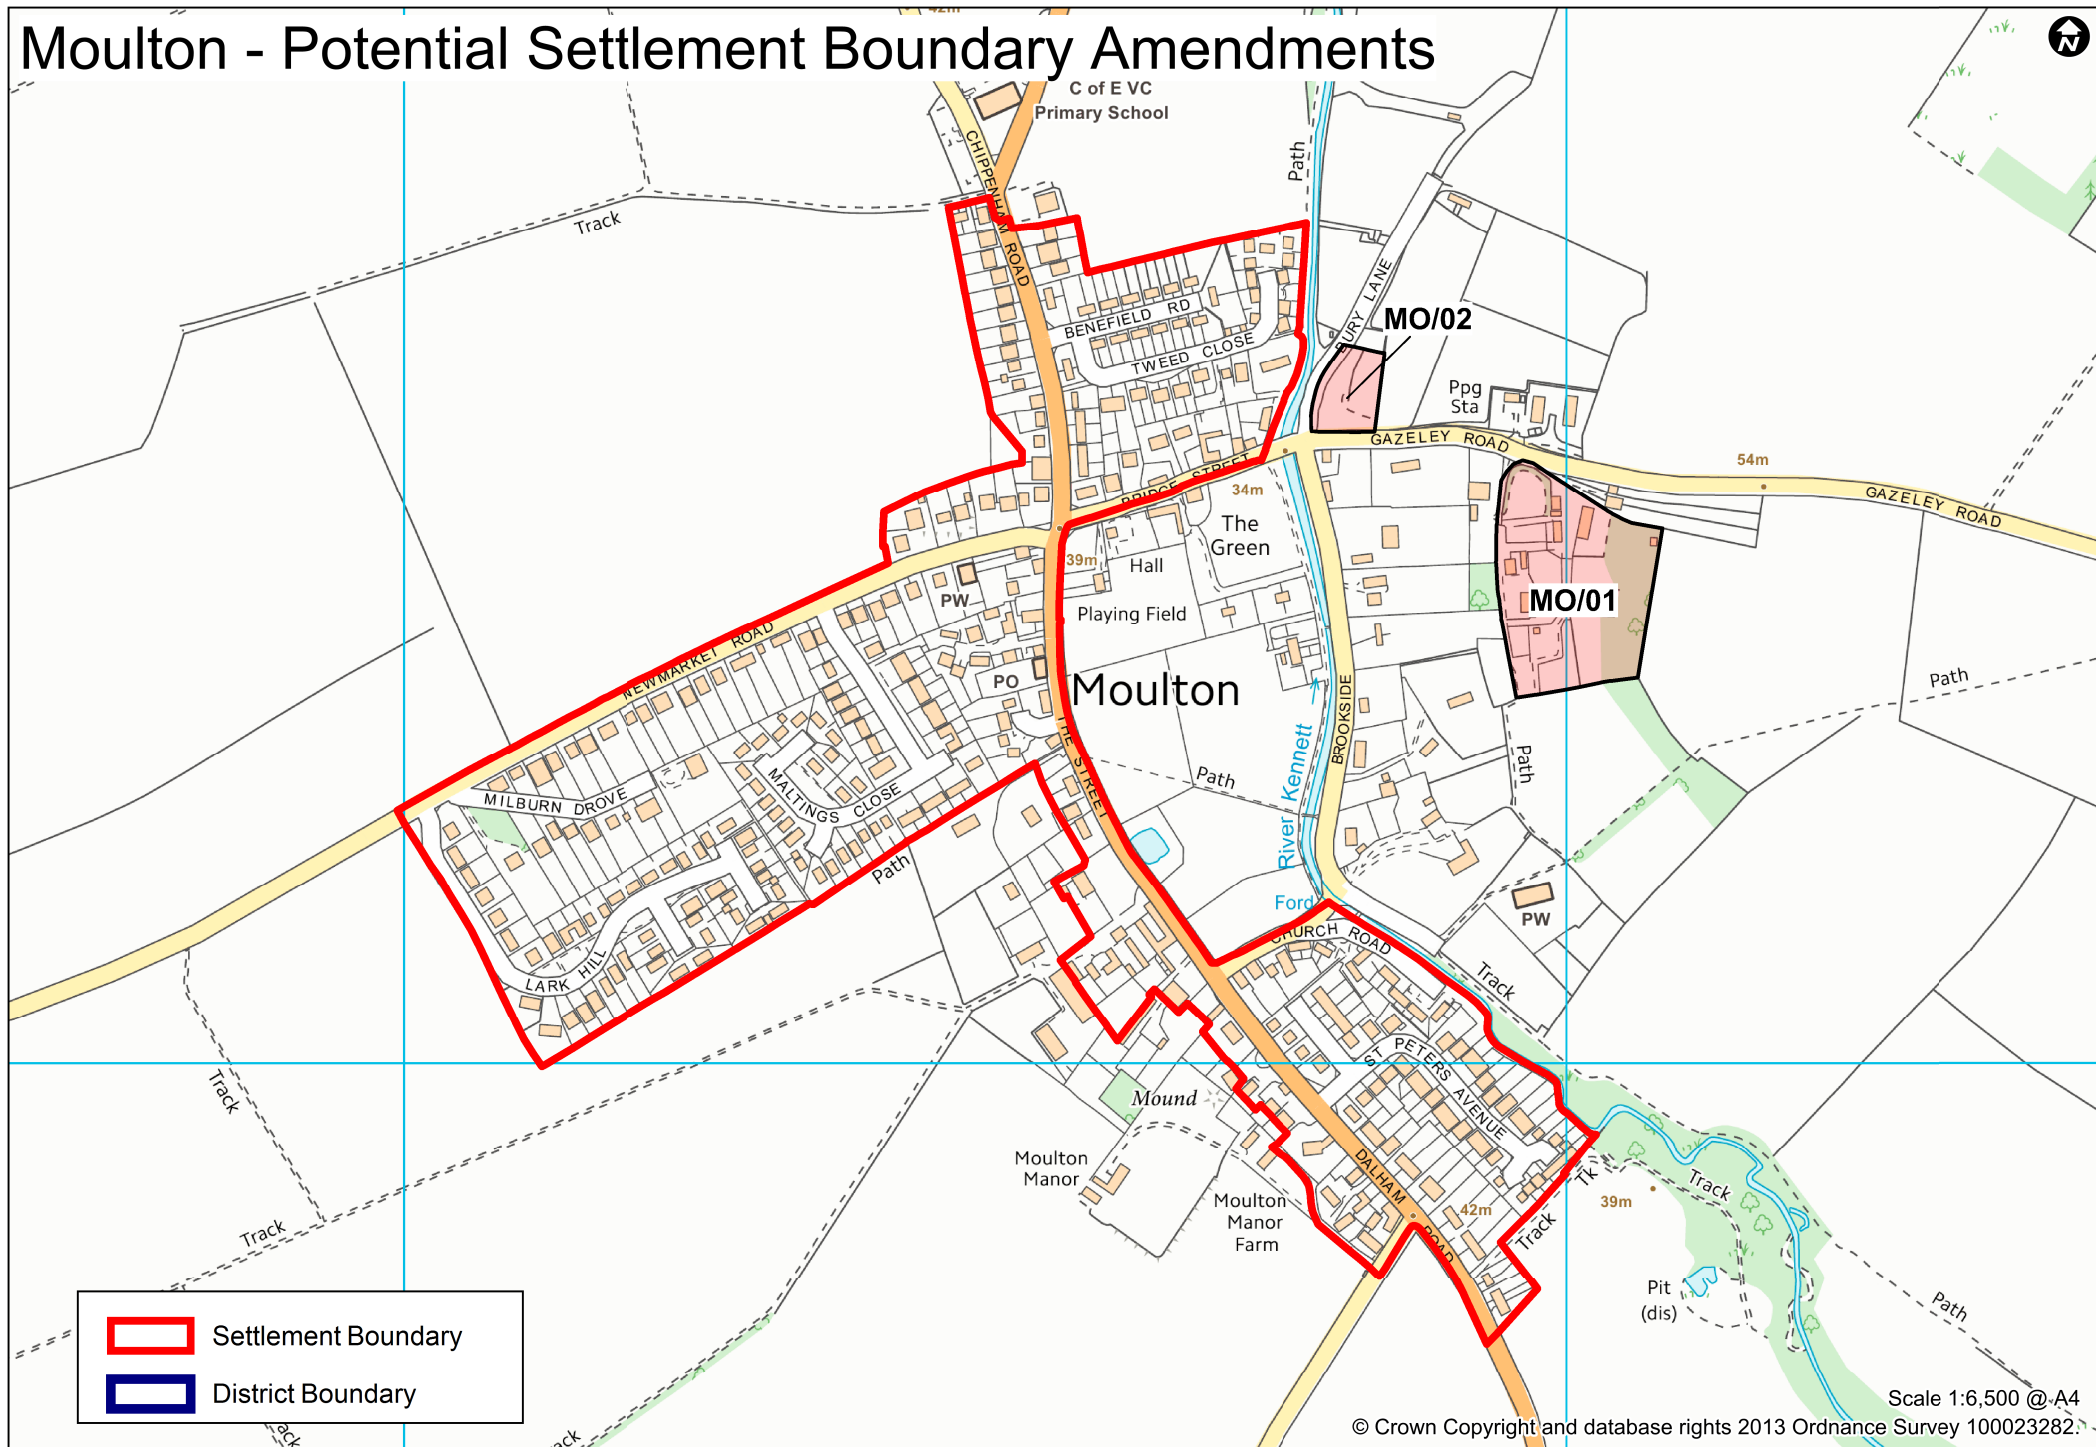 42m
Moulton - Potential Settlement Boundary Amendments
N
C of E VC
Primary School
CHIPPENHAM ROAD
Path
Track
BURY LANE
MO/02
BENEFIELD RD
TWEED CLOSE
Ppg
Sta
GAZELEY ROAD
54m
GAZELEY ROAD
BRIDGE STREET
34m
The
Green
39m
Hall
PW
Playing Field
MO/01
NEWMARKET ROAD
PO
Moulton
Path
BROOKSIDE
THE STREET
River Kennett
Path
Path
MILBURN DROVE
MALTINGS CLOSE
Path
Ford
PW
CHURCH ROAD
LARK HILL
Track
ST PETERS AVENUE
Track
Mound
Moulton
Manor
DALHAM ROAD
Moulton
Manor
Farm
42m
Tk
Track
39m
Track
Track
Pit
(dis)
Path
Settlement Boundary
District Boundary
Scale 1:6,500 @ A4
© Crown Copyright and database rights 2013 Ordnance Survey 100023282.